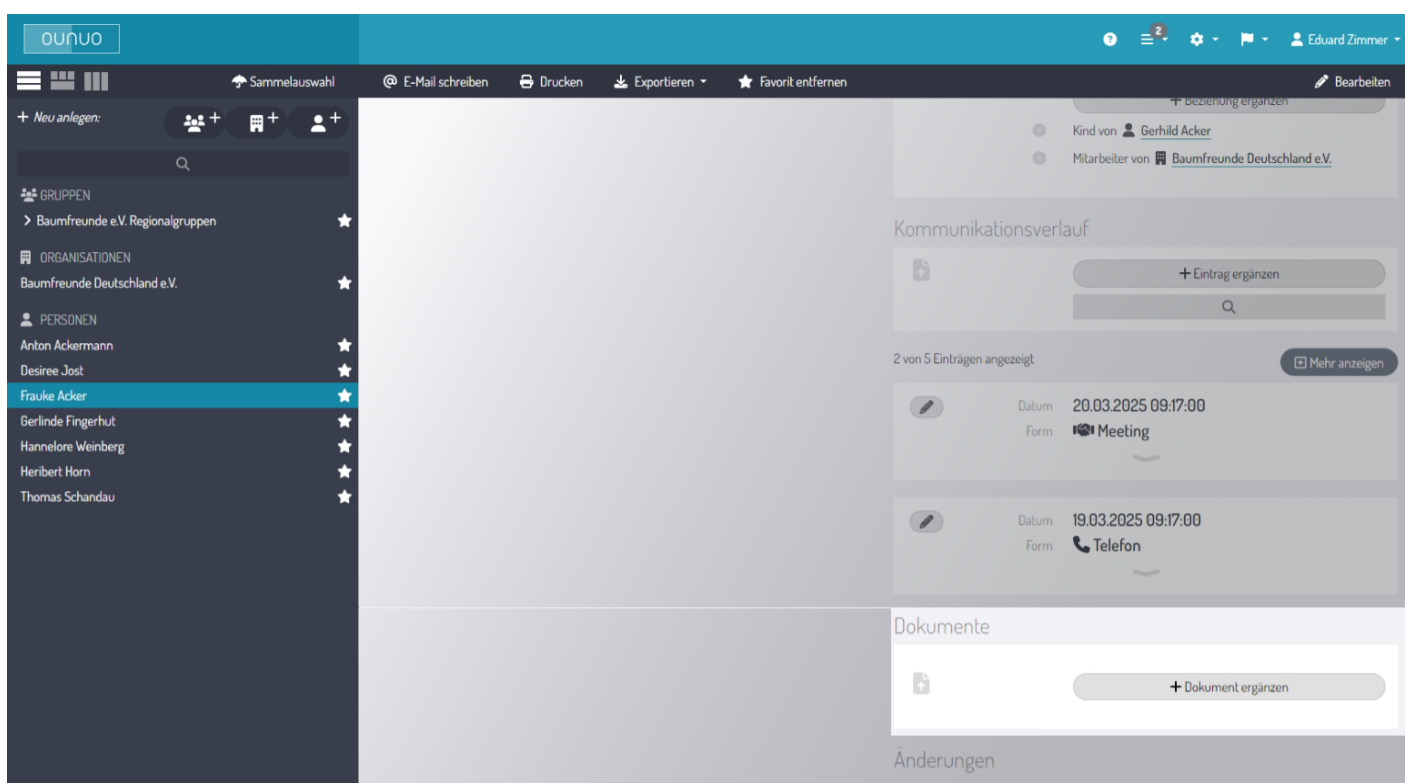 ounuo
2
Eduard Zimmer
Sammelauswahl
E-Mail schreiben
Drucken
Exportieren
Favorit entfernen
Bearbeiten
+ Neu anlegen:
GRUPPEN
Baumfreunde e.V. Regionalgruppen
ORGANISATIONEN
Baumfreunde Deutschland e.V.
PERSONEN
Anton Ackermann
Desiree Jost
Frauke Acker
Gerlinde Fingerhut
Hannelore Weinberg
Heribert Horn
Thomas Schandau
+ Beziehung ergänzen
Kind von Gerhild Acker
Mitarbeiter von Baumfreunde Deutschland e.V.
Kommunikationsverlauf
+ Eintrag ergänzen
2 von 5 Einträgen angezeigt
Mehr anzeigen
Datum 20.03.2025 09:17:00
Form Meeting
Datum 19.03.2025 09:17:00
Form Telefon
Dokumente
+ Dokument ergänzen
Änderungen